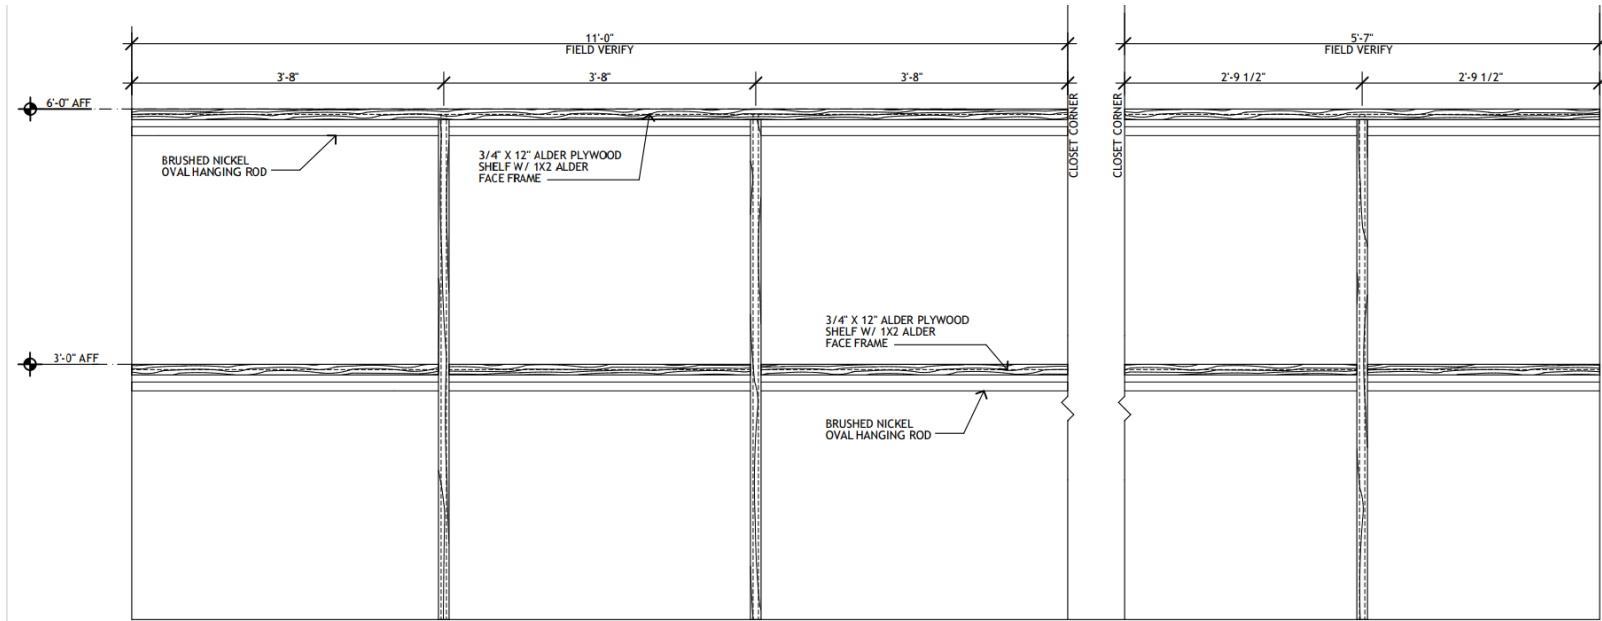 11'-0"
FIELD VERIFY
5'-7"
FIELD VERIFY
3'-8"
3'-8"
3'-8"
2'-9 1/2"
2'-9 1/2"
6'-0" AFF
CLOSET CORNER
CLOSET CORNER
BRUSHED NICKEL
OVAL HANGING ROD
3/4" X 12" ALDER PLYWOOD
SHELF W/ 1X2 ALDER
FACE FRAME
3/4" X 12" ALDER PLYWOOD
SHELF W/ 1X2 ALDER
FACE FRAME
3'-0" AFF
BRUSHED NICKEL
OVAL HANGING ROD